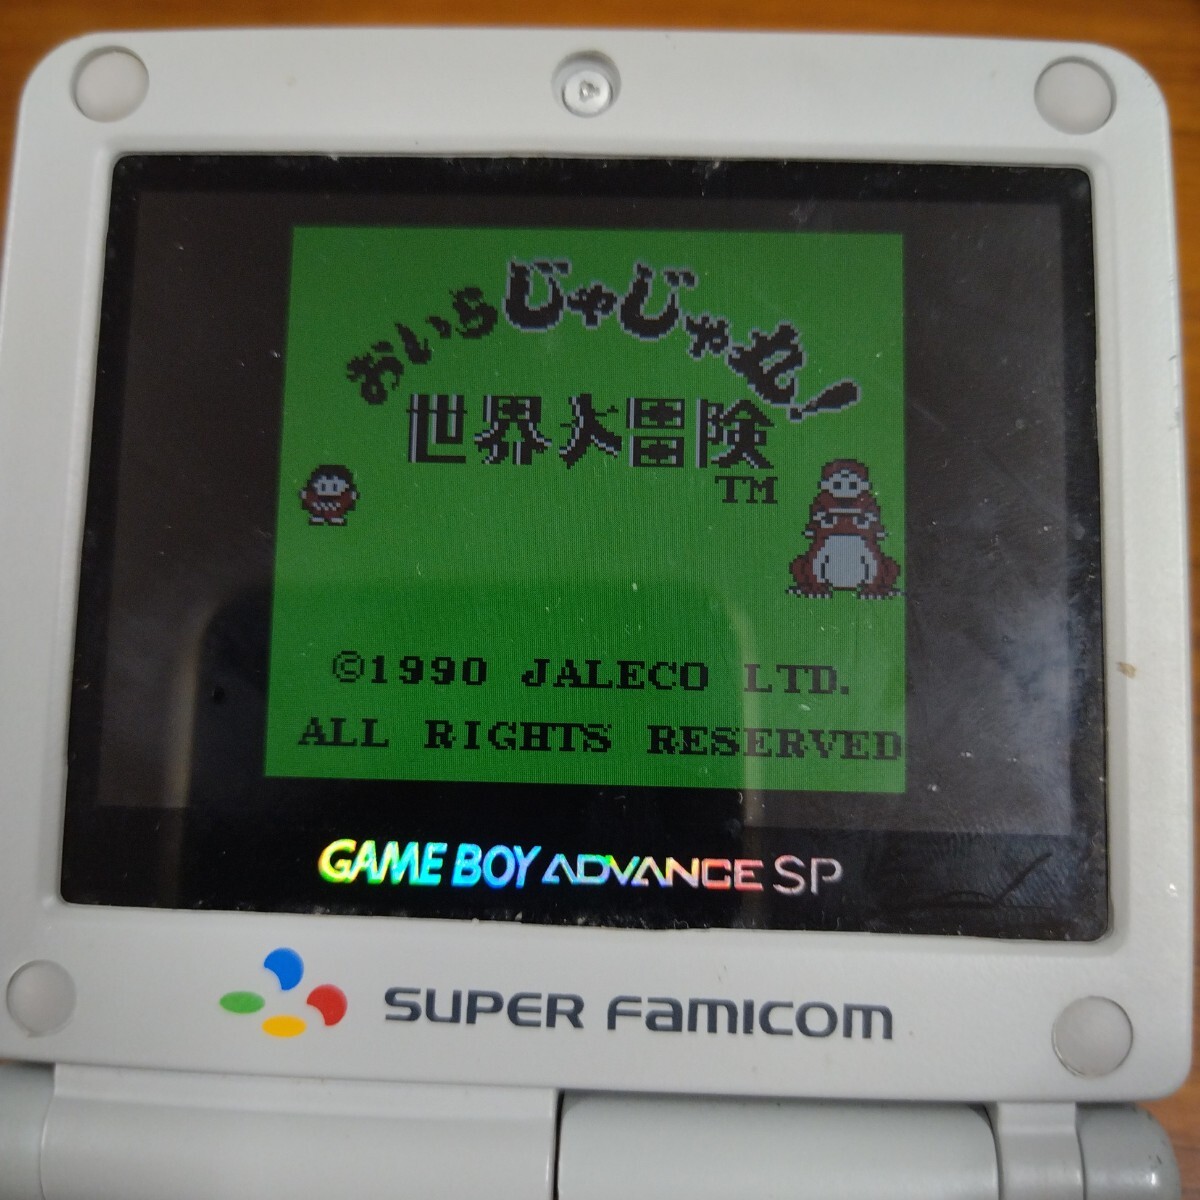 おいらじゃじゃ丸!
世界大冒険
TM
©1990 JALECO LTD.
ALL RIGHTS RESERVED
GAME BOY ADVANCE SP
SUPER FAMICOM